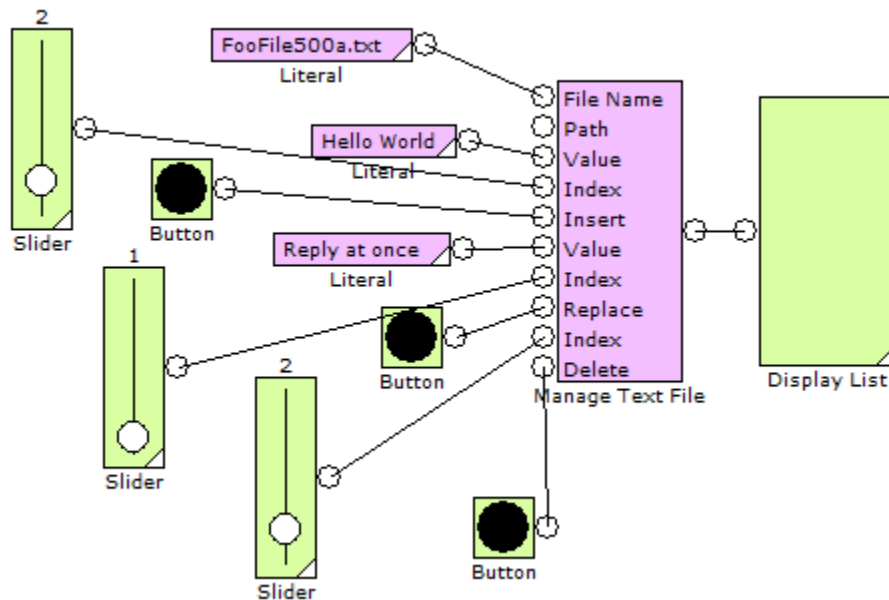 2
Slider
FooFile500a.txt
Literal
Hello World
Literal
Button
Reply at once
Literal
1
Slider
Button
2
Slider
Button
File Name
Path
Value
Index
Insert
Value
Index
Replace
Index
Delete
Manage Text File
Display List